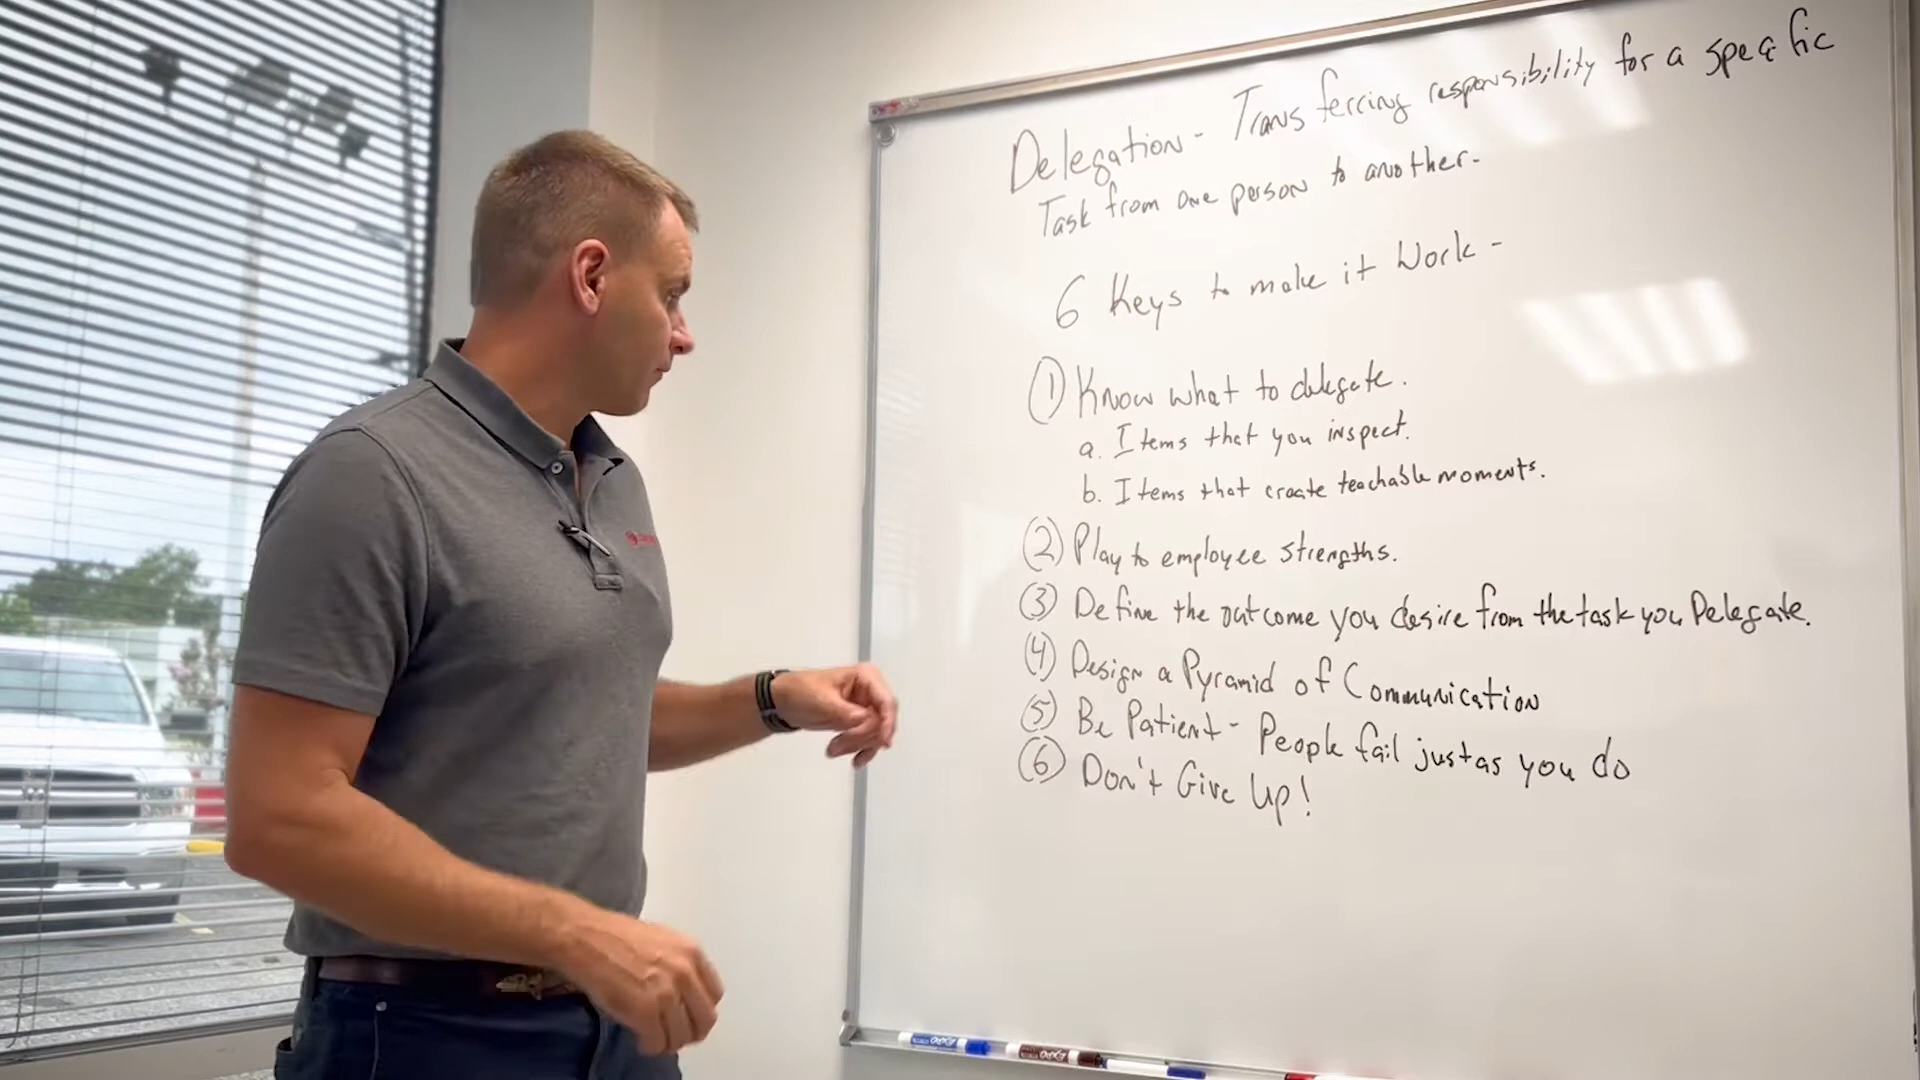 Delegation - Transferring responsibility for a specific
Task from one person to another.
6 Keys to make it Work -
1 Know what to delegate.
a. Items that you inspect.
b. Items that create teachable moments.
2 Play to employee strengths.
3 Define the outcome you desire from the task you Delegate.
4 Design a Pyramid of Communication
5 Be Patient - People fail just as you do
6 Don't Give Up!